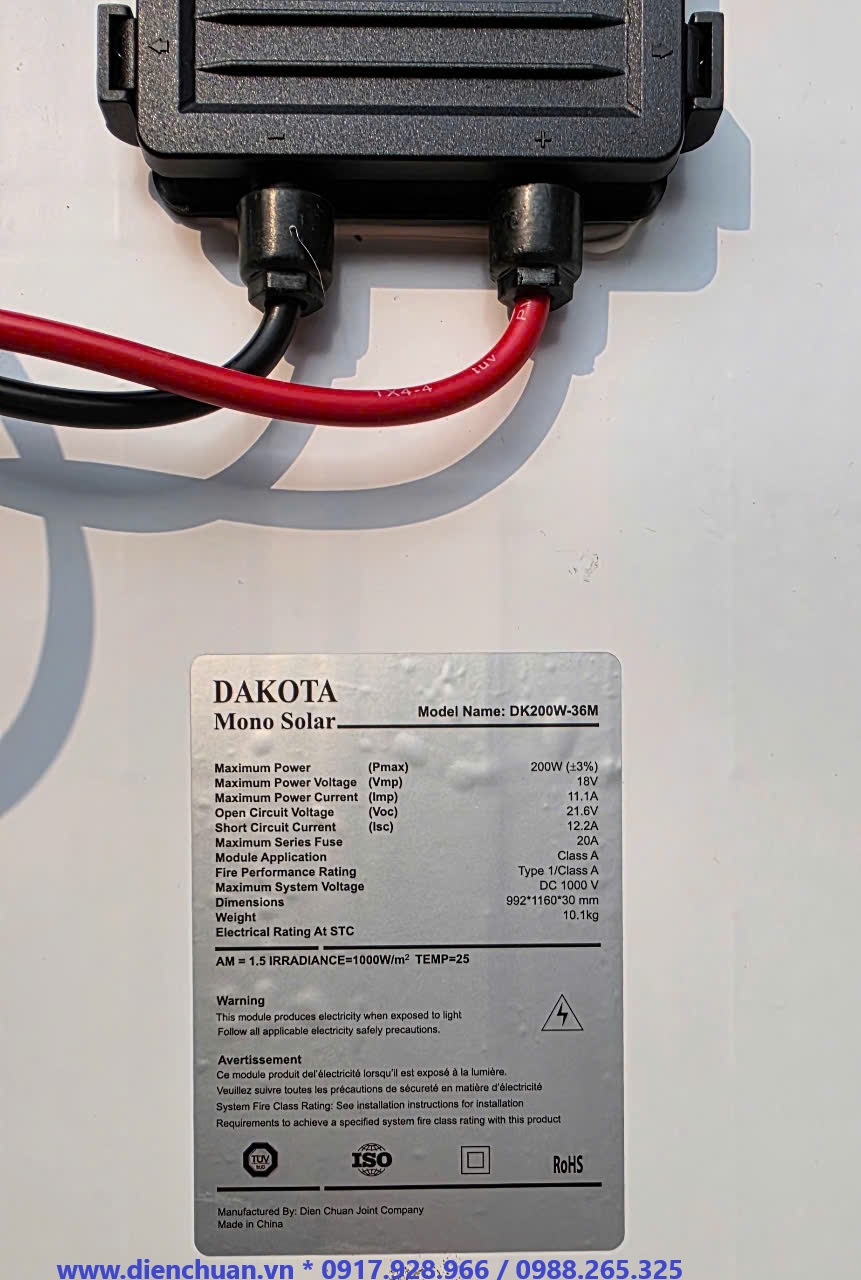 −
+
TX4-4
tuv
DAKOTA
Mono Solar
Model Name: DK200W-36M
Maximum Power (Pmax) 200W (±3%)
Maximum Power Voltage (Vmp) 18V
Maximum Power Current (Imp) 11.1A
Open Circuit Voltage (Voc) 21.6V
Short Circuit Current (Isc) 12.2A
Maximum Series Fuse 20A
Module Application Class A
Fire Performance Rating Type 1/Class A
Maximum System Voltage DC 1000 V
Dimensions 992*1160*30 mm
Weight 10.1kg
Electrical Rating At STC
AM = 1.5 IRRADIANCE=1000W/m² TEMP=25
Warning
This module produces electricity when exposed to light
Follow all applicable electricity safely precautions.
Avertissement
Ce module produit del'électricité lorsqu'il est exposé à la lumière.
Veuillez suivre toutes les précautions de sécureté en matière d'électricité
System Fire Class Rating: See installation instructions for installation
Requirements to achieve a specified system fire class rating with this product
TÜV ISO RoHS
Manufactured By: Dien Chuan Joint Company
Made in China
www.dienchuan.vn * 0917.928.966 / 0988.265.325